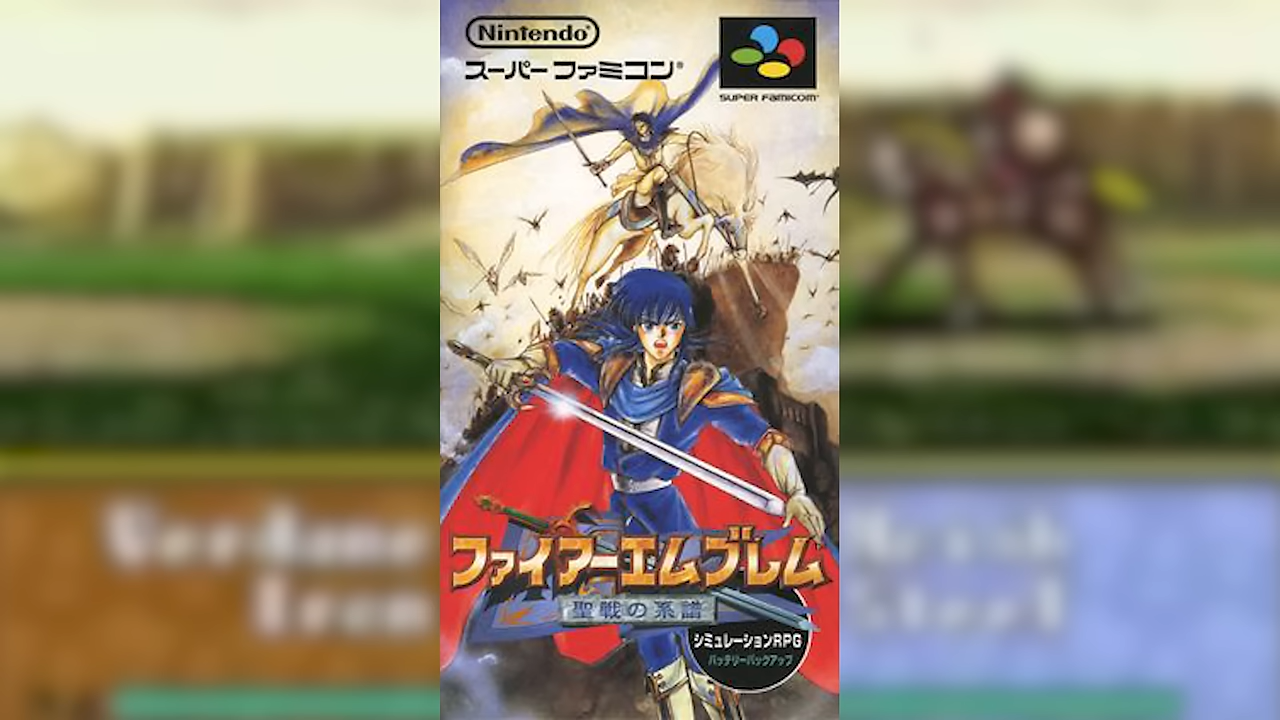 Nintendo®
スーパーファミコン®
SUPER FAMICOM
ファイアーエムブレム
聖戦の系譜
シミュレーションRPG
バッテリーバックアップ